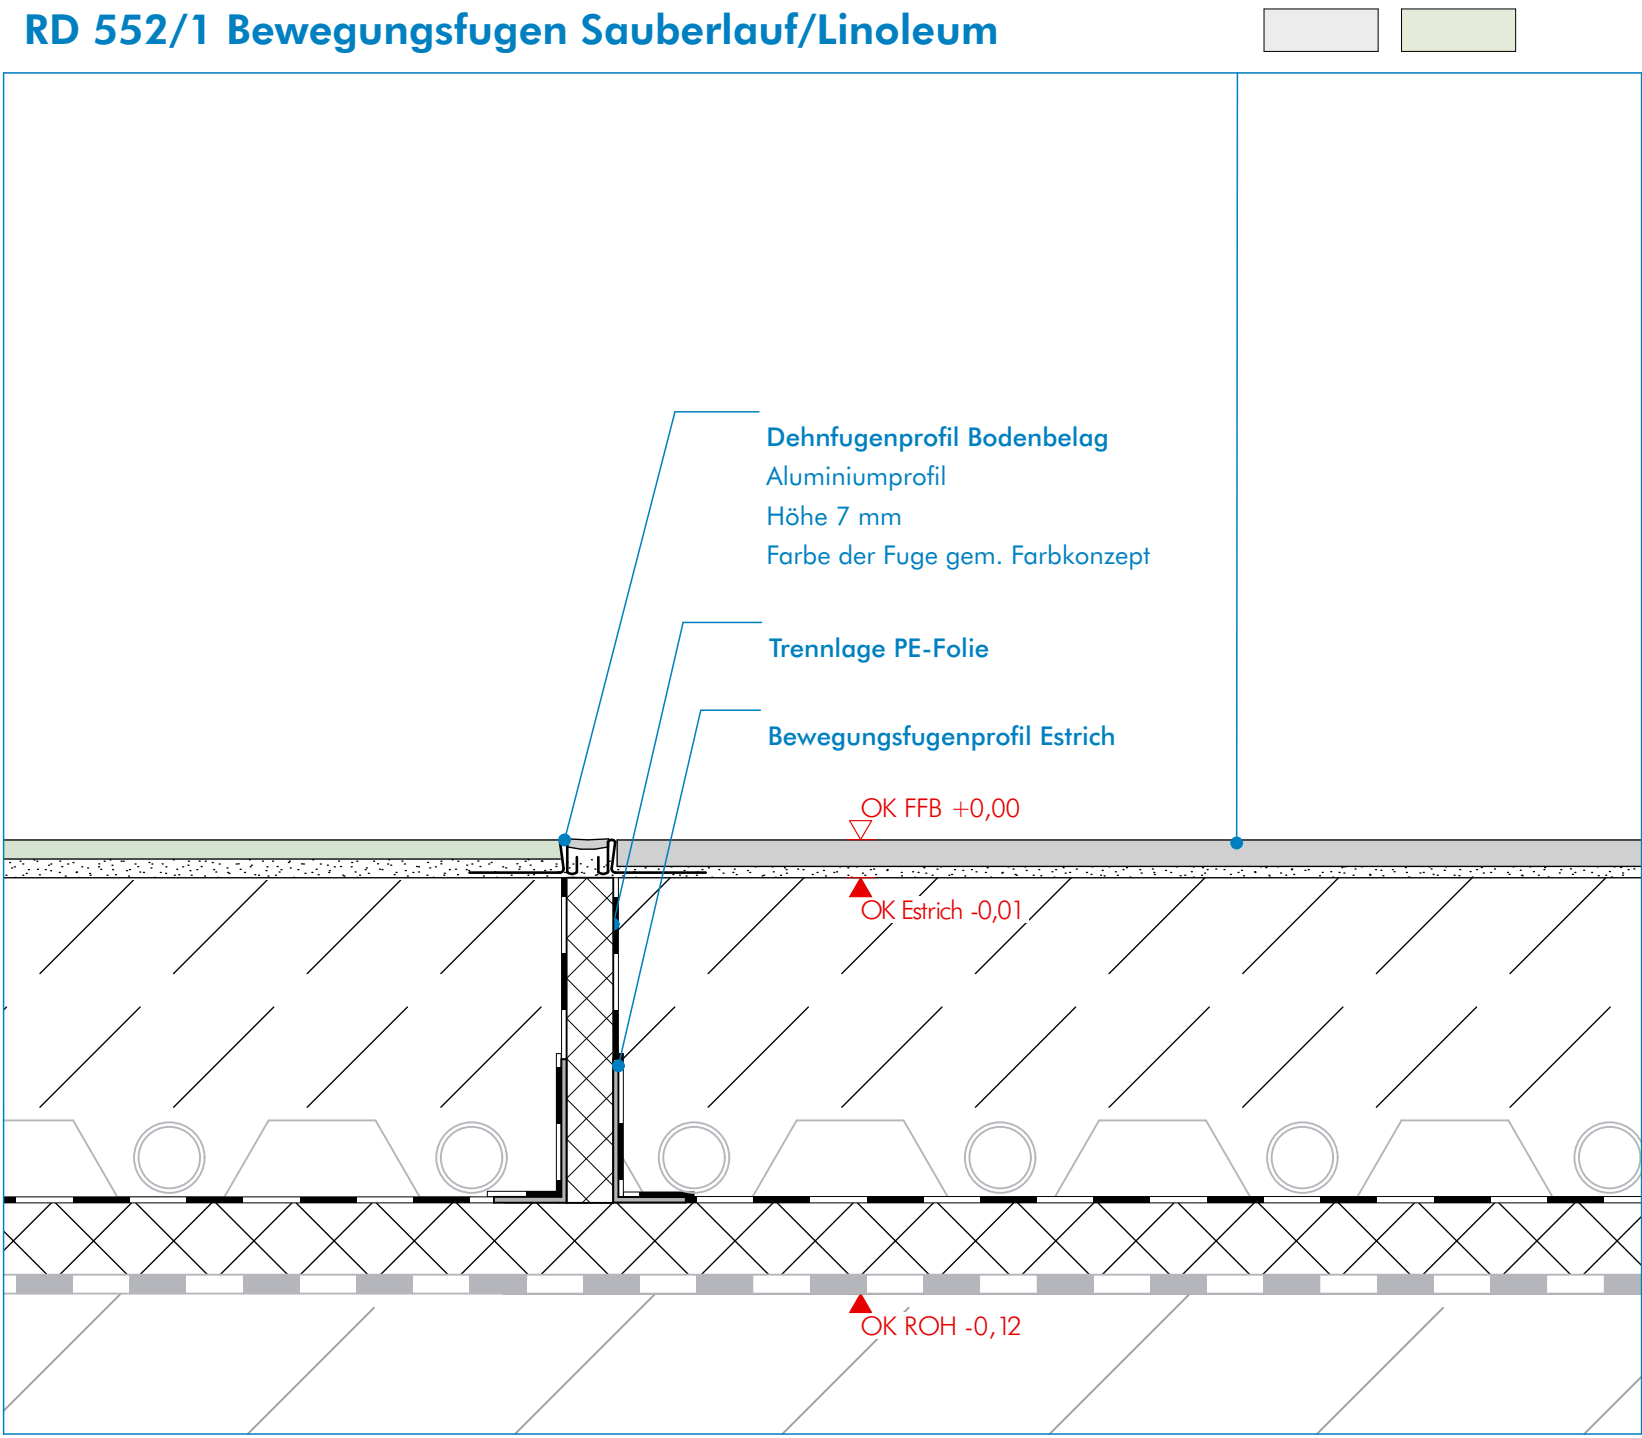 RD 552/1 Bewegungsfugen Sauberlauf/Linoleum
Dehnfugenprofil Bodenbelag
Aluminiumprofil
Höhe 7 mm
Farbe der Fuge gem. Farbkonzept
Trennlage PE-Folie
Bewegungsfugenprofil Estrich
OK FFB +0,00
OK Estrich -0,01
OK ROH -0,12